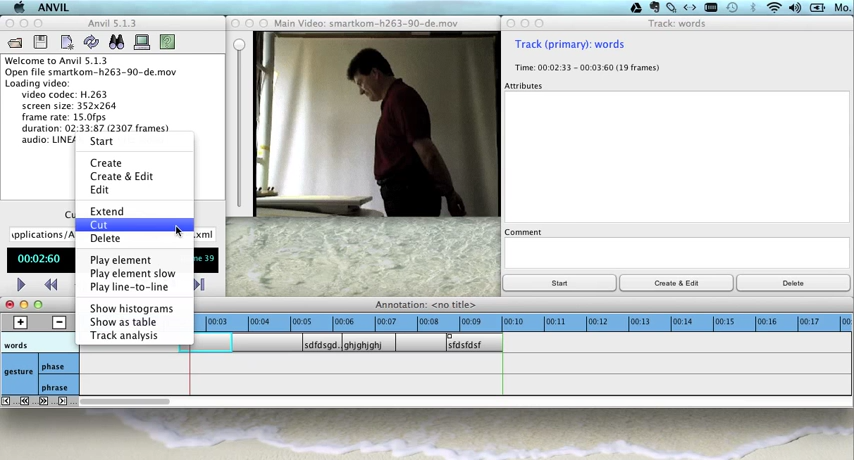 ANVIL
Mo.
Anvil 5.1.3
Main Video: smartkom-h263-90-de.mov
Track: words
Welcome to Anvil 5.1.3
Open file smartkom-h263-90-de.mov
Loading video:
video codec: H.263
screen size: 352x264
frame rate: 15.0fps
duration: 02:33:87 (2307 frames)
audio: LINEA
Start
Create
Create & Edit
Edit
Extend
Cut
Delete
Play element
Play element slow
Play line-to-line
Show histograms
Show as table
Track analysis
Cu
\pplications/A
.xml
00:02:60
ne 39
Track (primary): words
Time: 00:02:33 - 00:03:60 (19 frames)
Attributes
Comment
Start
Create & Edit
Delete
Annotation: <no title>
+
−
00:03
00:04
00:05
00:06
00:07
00:08
00:09
00:10
00:11
00:12
00:13
00:14
00:15
00:16
00:17
00:
words
sdfdsgd..
ghjghjghj
sfdsfdsf
gesture
phase
phrase